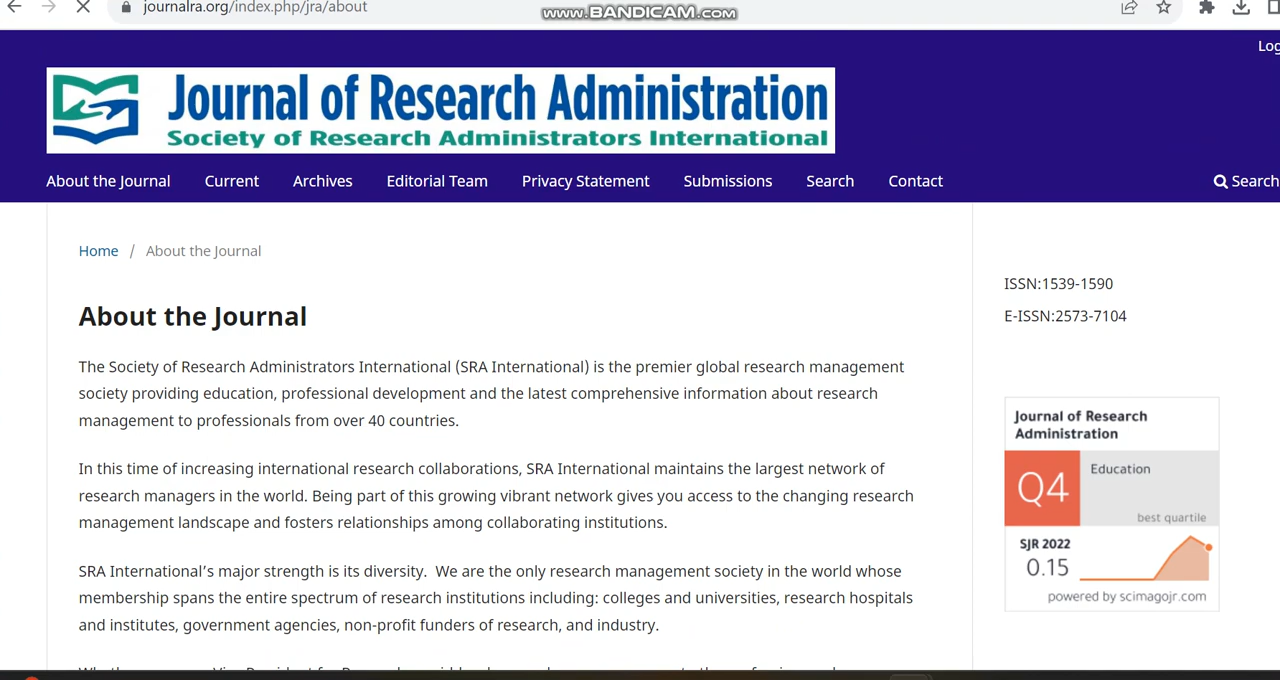 journalra.org/index.php/jra/about
www.BANDICAM.com
Log
Journal of Research Administration
Society of Research Administrators International
About the Journal Current Archives Editorial Team Privacy Statement Submissions Search Contact Search
Home / About the Journal
About the Journal
The Society of Research Administrators International (SRA International) is the premier global research management
society providing education, professional development and the latest comprehensive information about research
management to professionals from over 40 countries.
In this time of increasing international research collaborations, SRA International maintains the largest network of
research managers in the world. Being part of this growing vibrant network gives you access to the changing research
management landscape and fosters relationships among collaborating institutions.
SRA International's major strength is its diversity. We are the only research management society in the world whose
membership spans the entire spectrum of research institutions including: colleges and universities, research hospitals
and institutes, government agencies, non-profit funders of research, and industry.
ISSN:1539-1590
E-ISSN:2573-7104
Journal of Research
Administration
Q4
Education
best quartile
SJR 2022
0.15
powered by scimagojr.com